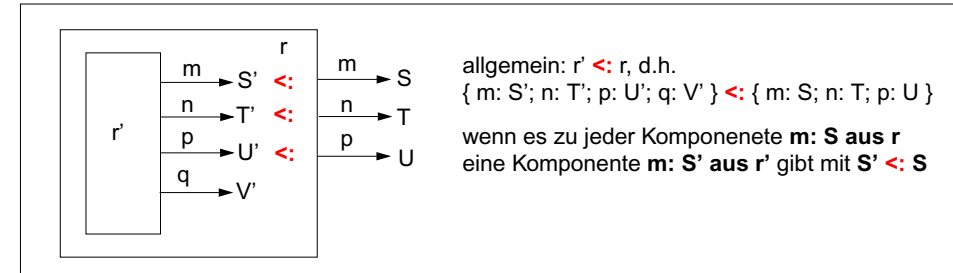 r
m S' <: m S
n T' <: n T
r' p U' <: p U
q V'
allgemein: r' <: r, d.h.
{ m: S'; n: T'; p: U'; q: V' } <: { m: S; n: T; p: U }
wenn es zu jeder Komponenete m: S aus r
eine Komponente m: S' aus r' gibt mit S' <: S